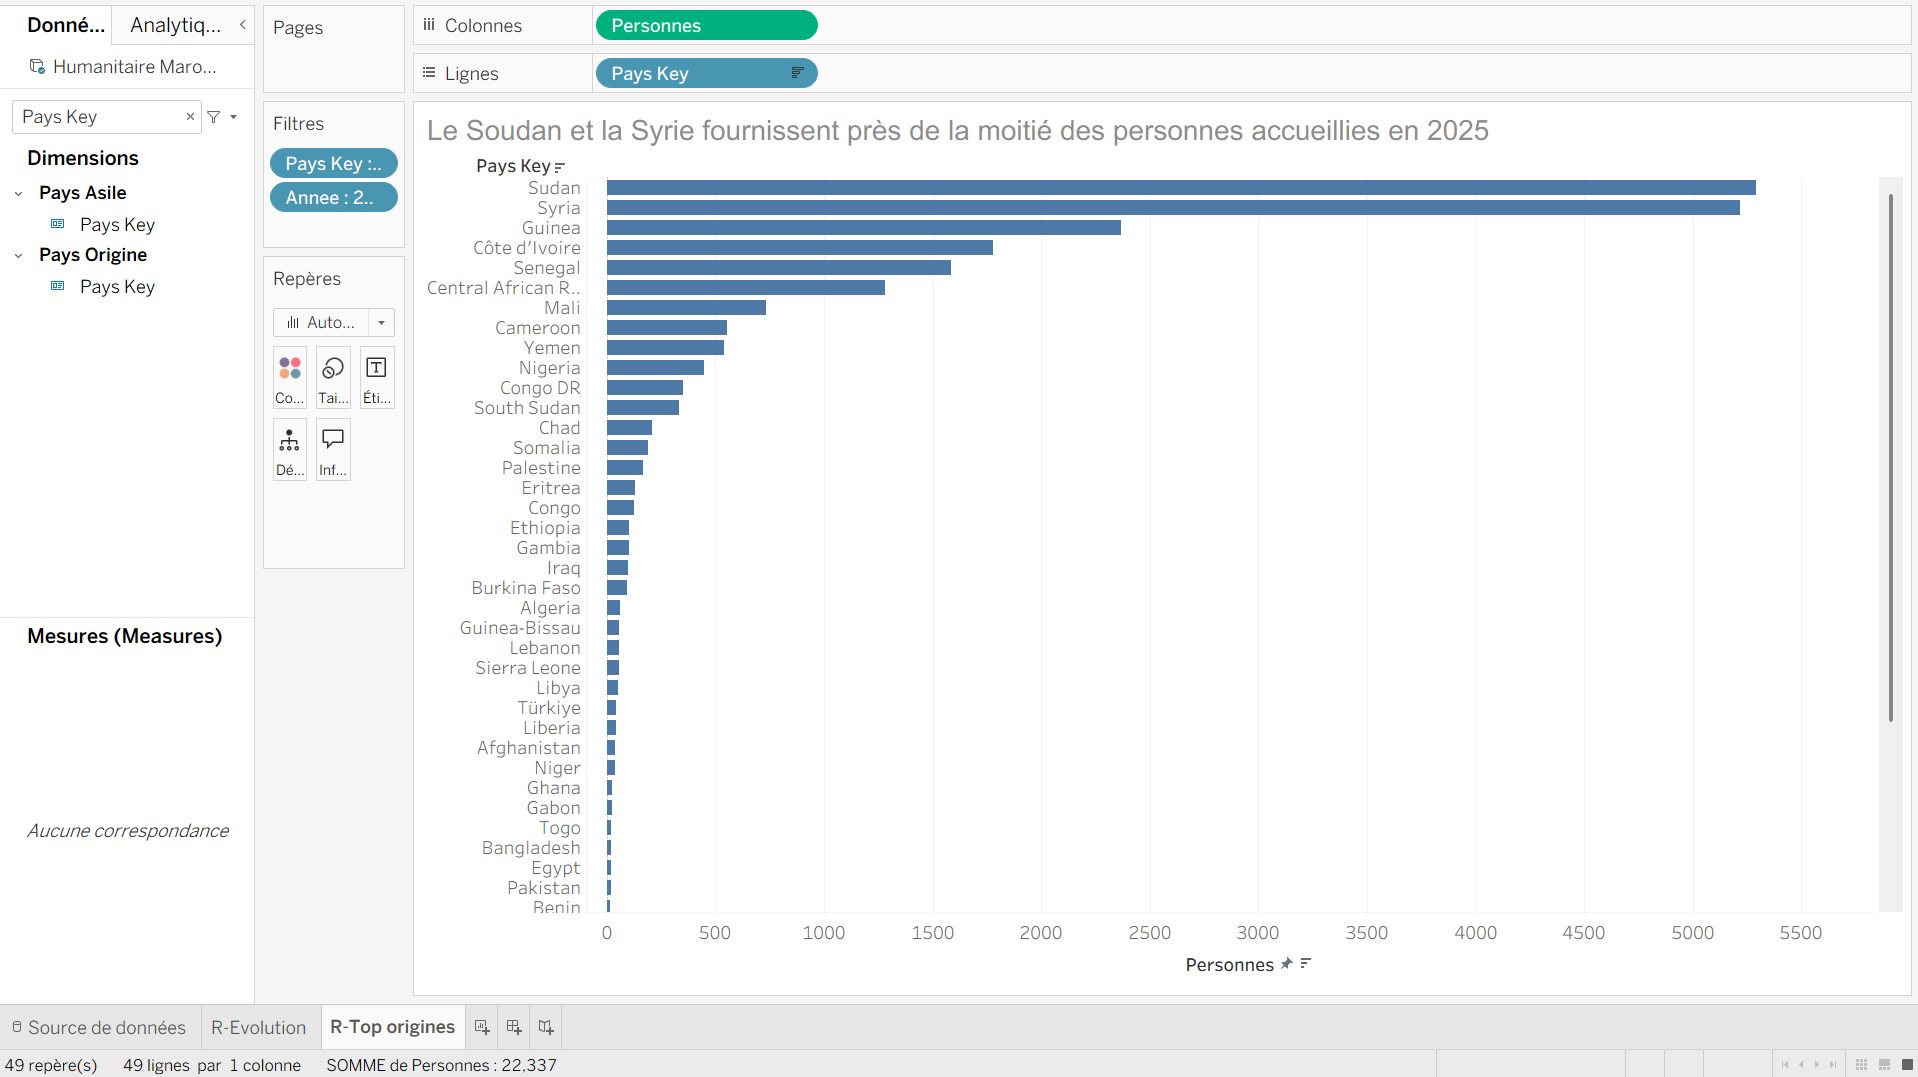 Donné...
Analytiq...
Humanitaire Maro...
Pay​s Key
Dimensions
Pays Asile
Pays Key
Pays Origine
Pays Key
Mesures (Measures)
Aucune correspondance
Pages
Filtres
Pays Key :..
Annee : 2..
Repères
Auto...
Co...
Tai...
Éti...
Dé...
Inf...
Colonnes
Personnes
Lignes
Pays Key
Le Soudan et la Syrie fournissent près de la moitié des personnes accueillies en 2025
Pays Key
Sudan
Syria
Guinea
Côte d’Ivoire
Senegal
Central African R..
Mali
Cameroon
Yemen
Nigeria
Congo DR
South Sudan
Chad
Somalia
Palestine
Eritrea
Congo
Ethiopia
Gambia
Iraq
Burkina Faso
Algeria
Guinea-Bissau
Lebanon
Sierra Leone
Libya
Türkiye
Liberia
Afghanistan
Niger
Ghana
Gabon
Togo
Bangladesh
Egypt
Pakistan
Benin
0 500 1000 1500 2000 2500 3000 3500 4000 4500 5000 5500
Personnes
Source de données
R-Evolution
R-Top origines
49 repère(s)
49 lignes par 1 colonne
SOMME de Personnes : 22,337